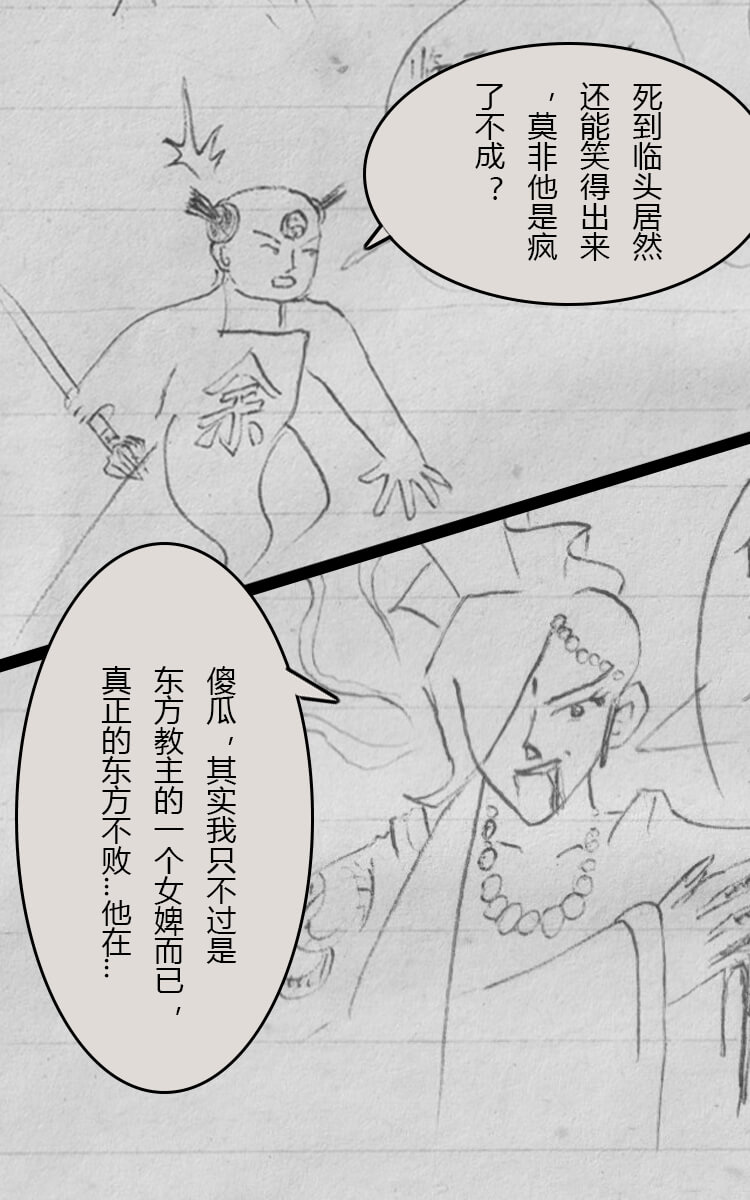 死到临头居然
还能笑得出来
，莫非他是疯
了不成？
余
傻瓜，其实我只不过是
东方教主的一个女婢而已，
真正的东方不败…他在…